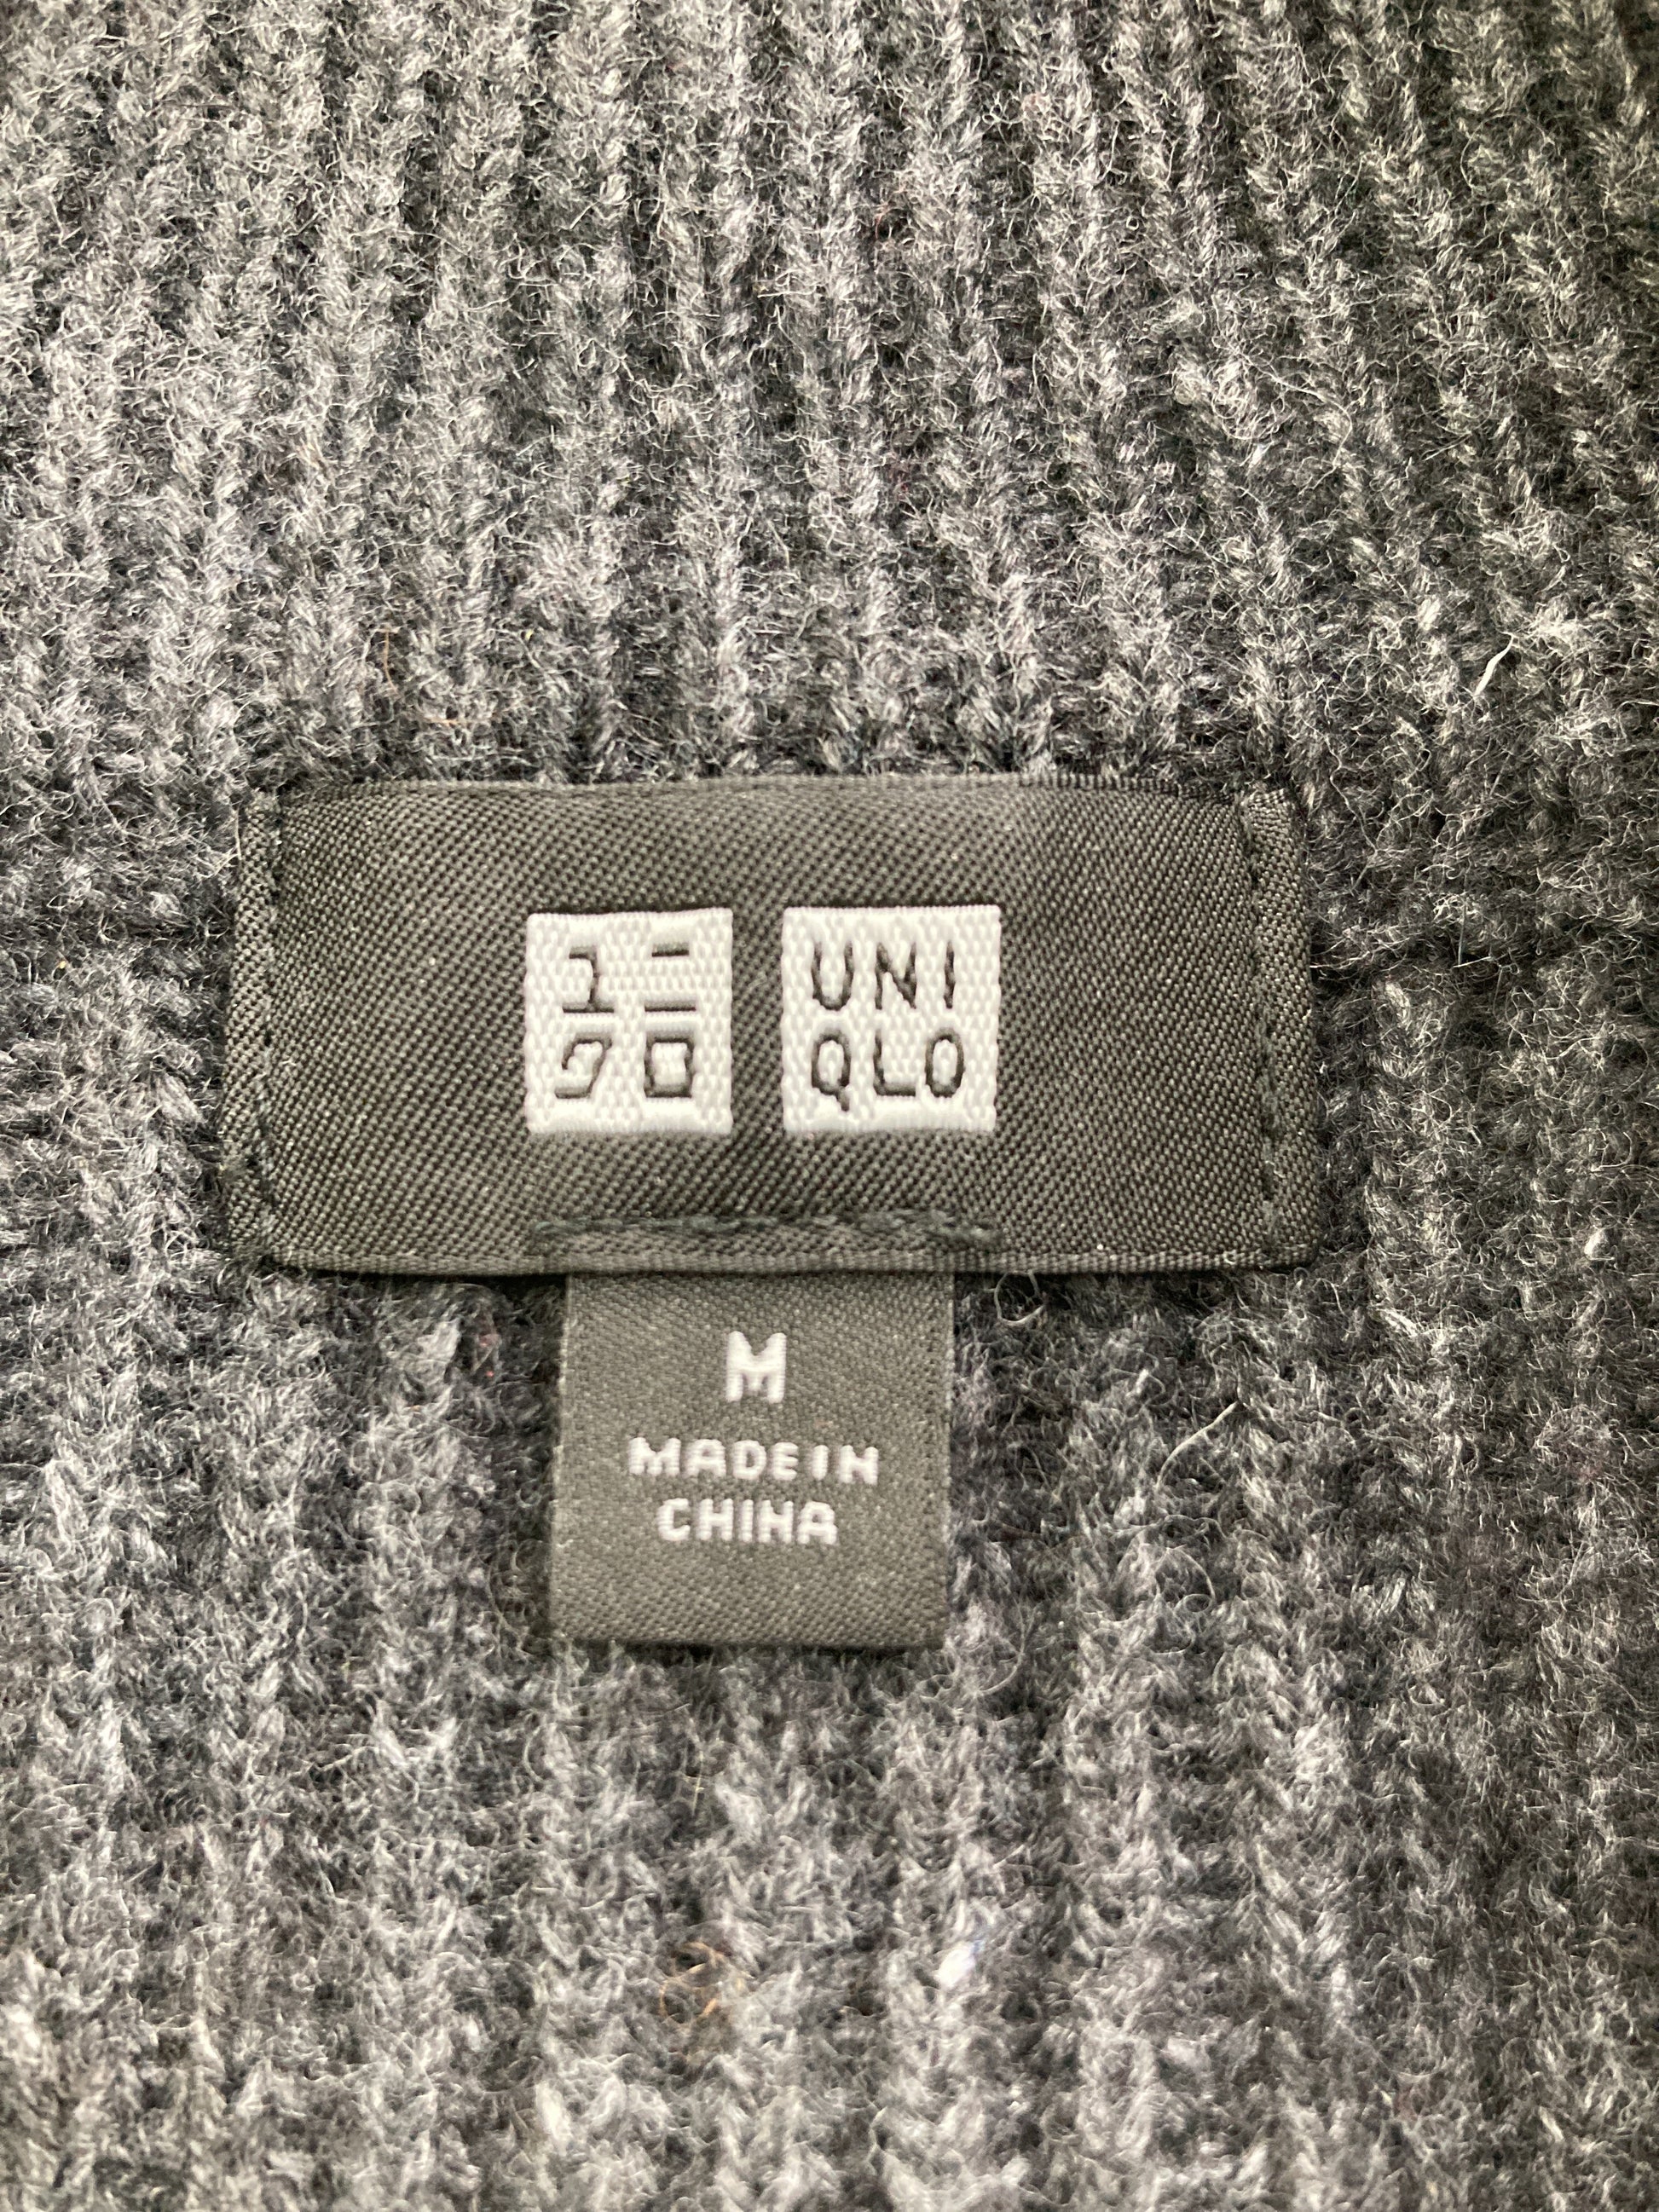 ユニ
クロ
UNI
QLO
M
MADE IN
CHINA